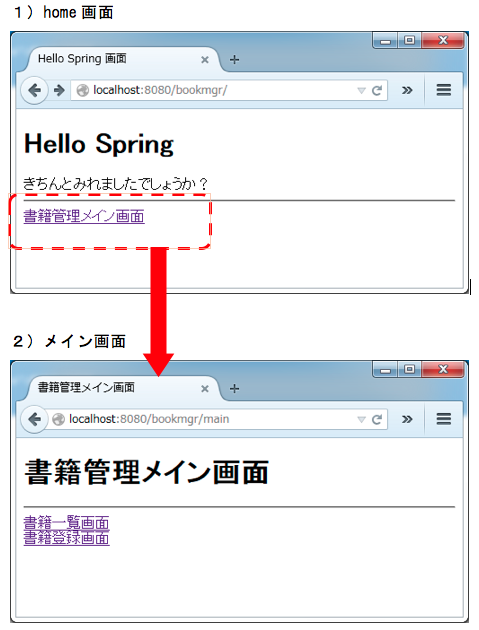 1）home 画面
Hello Spring 画面
localhost:8080/bookmgr/
Hello Spring
きちんとみれましたでしょうか？
書籍管理メイン画面
2）メイン画面
書籍管理メイン画面
localhost:8080/bookmgr/main
書籍管理メイン画面
書籍一覧画面
書籍登録画面